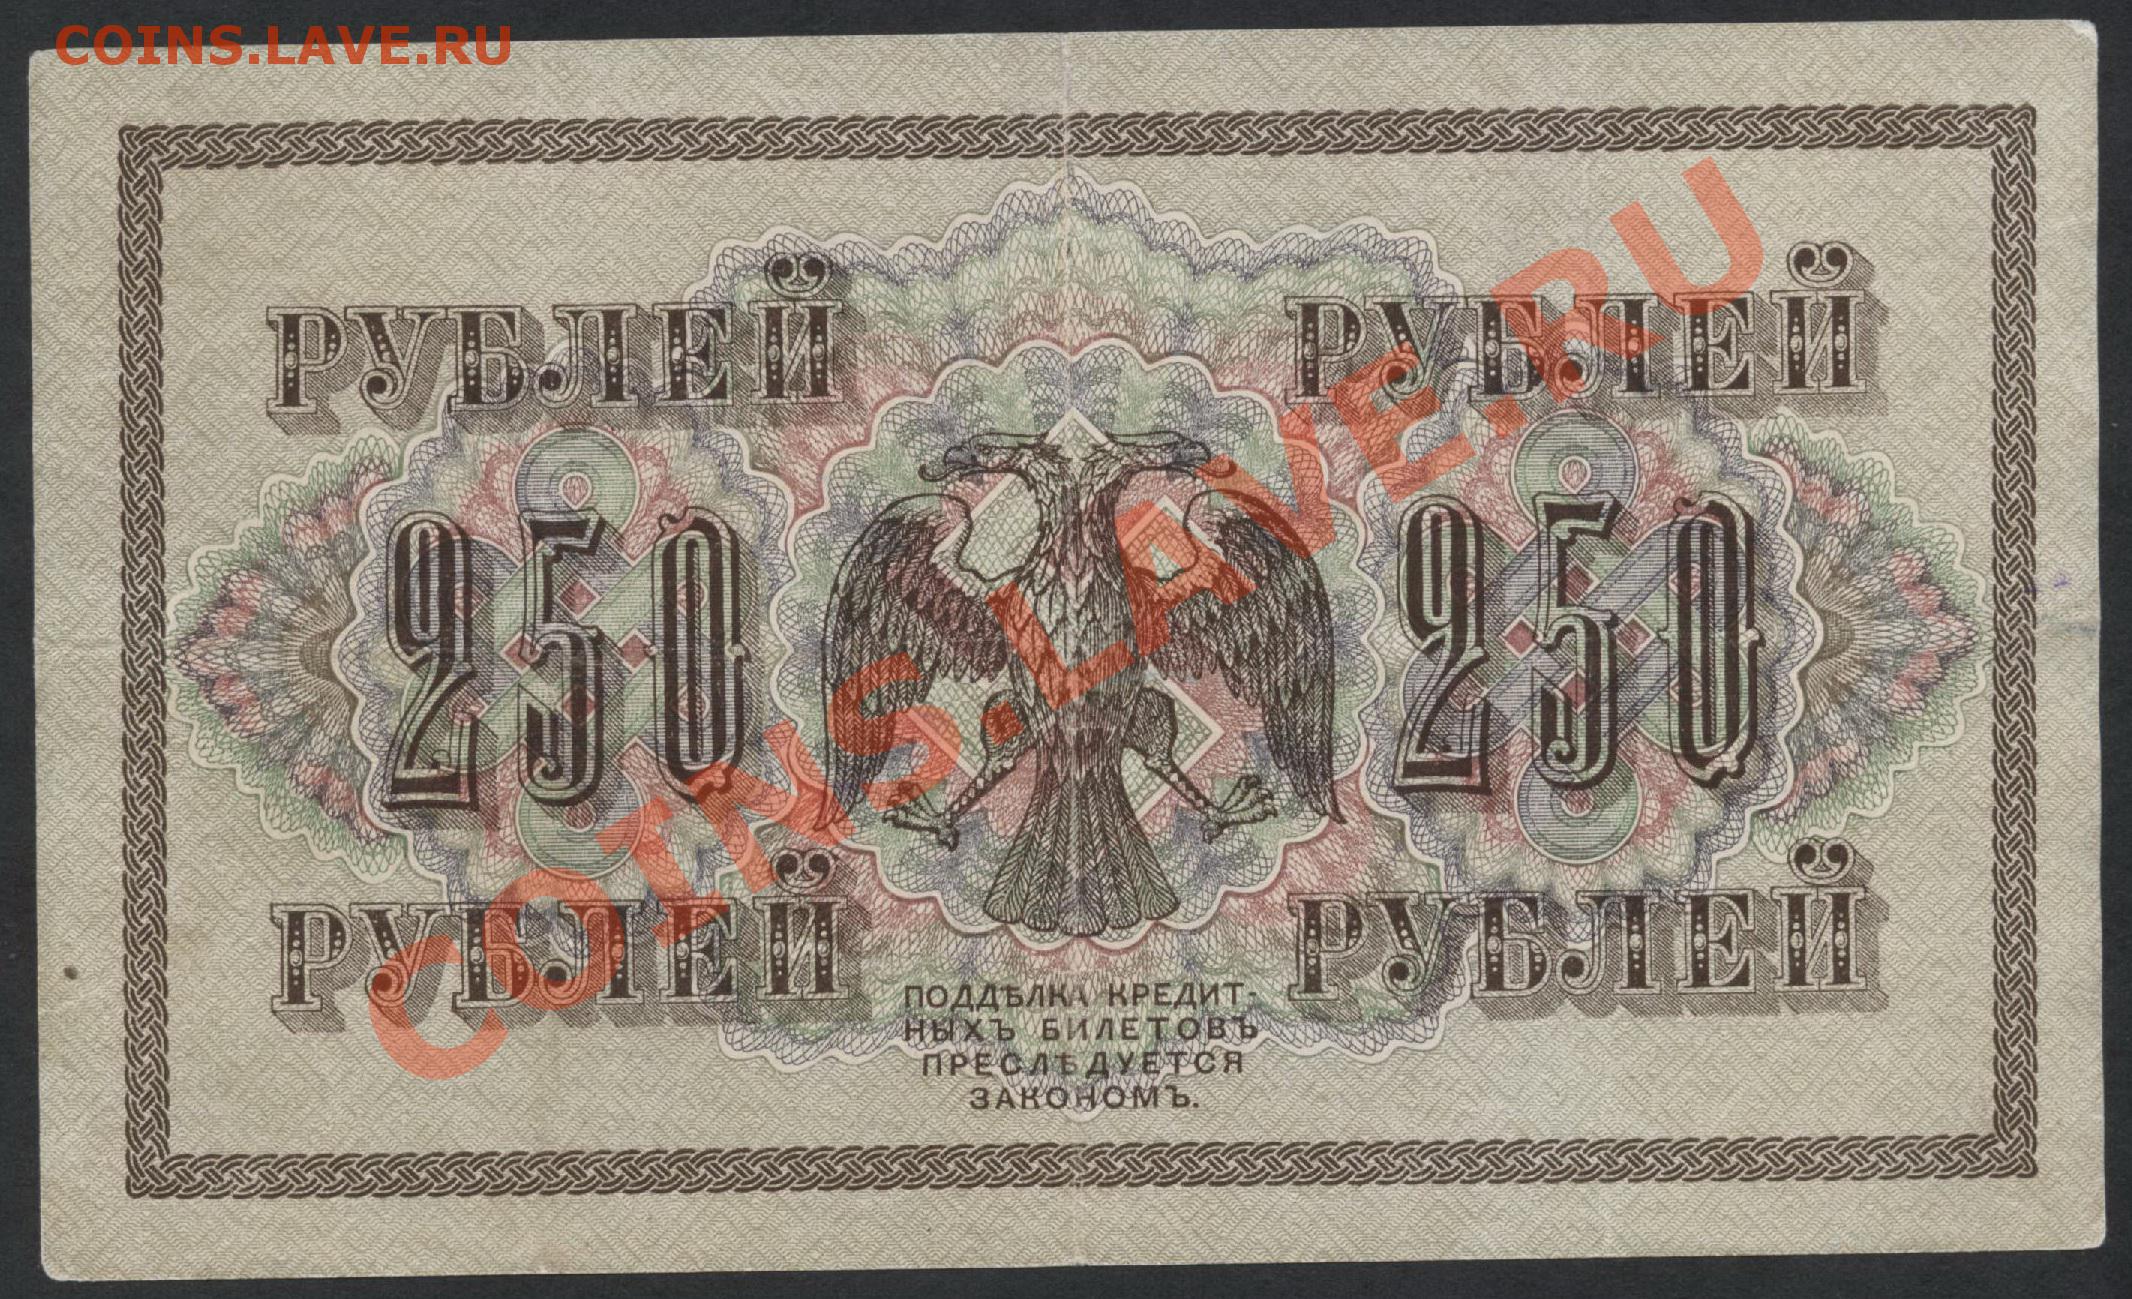 COINS.LAVE.RU
РУБЛЕЙ РУБЛЕЙ
250 250
COINS.LAVE.RU
РУБЛЕЙ РУБЛЕЙ
ПОДДѢЛКА КРЕДИТ-
НЫХЪ БИЛЕТОВЪ
ПРЕСЛѢДУЕТСЯ
ЗАКОНОМЪ.